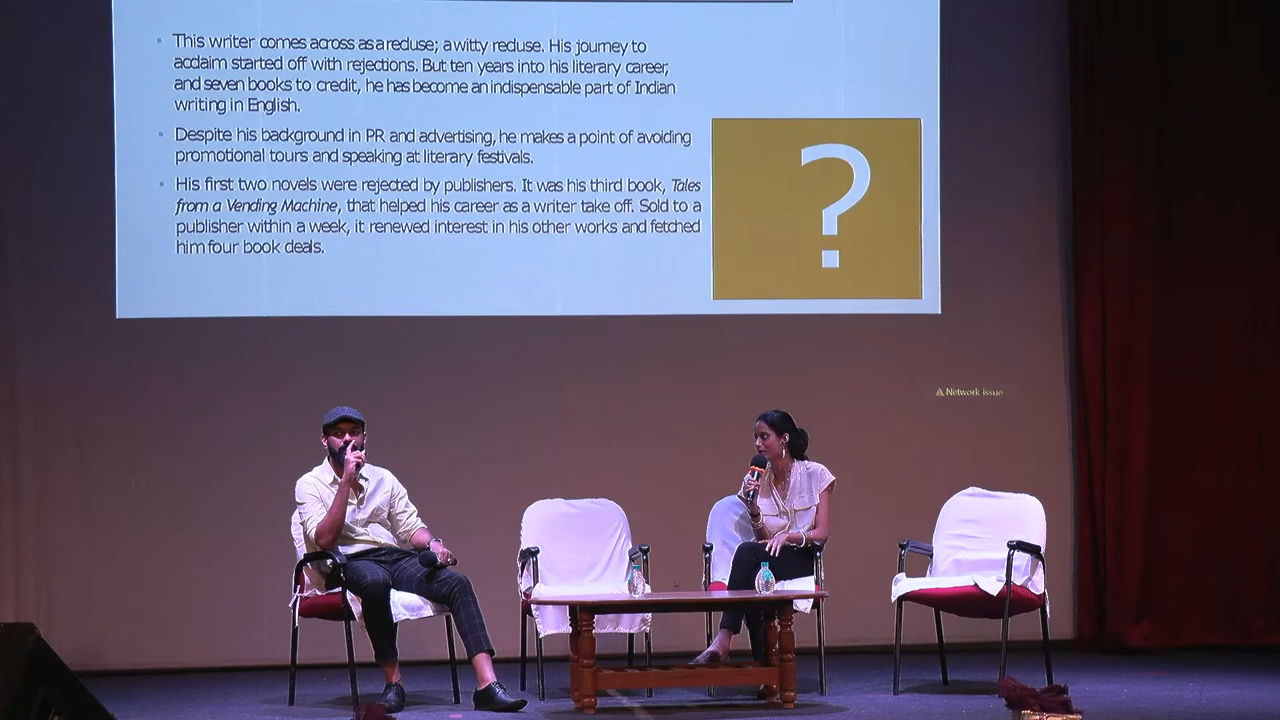 This writer comes across as a recluse; a witty recluse. His journey to
acclaim started off with rejections. But ten years into his literary career,
and seven books to credit, he has become an indispensable part of Indian
writing in English.
Despite his background in PR and advertising, he makes a point of avoiding
promotional tours and speaking at literary festivals.
His first two novels were rejected by publishers. It was his third book, Tales
from a Vending Machine, that helped his career as a writer take off. Sold to a
publisher within a week, it renewed interest in his other works and fetched
him four book deals.
?
⚠ Network issue